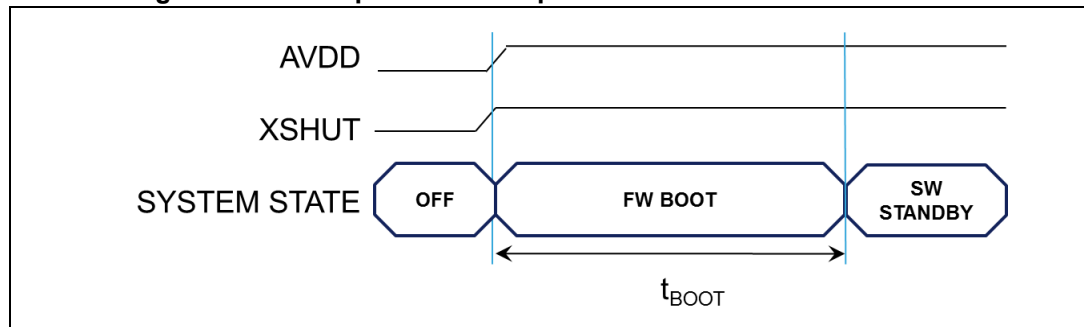 AVDD
XSHUT
SYSTEM STATE OFF FW BOOT SW STANDBY
tBOOT